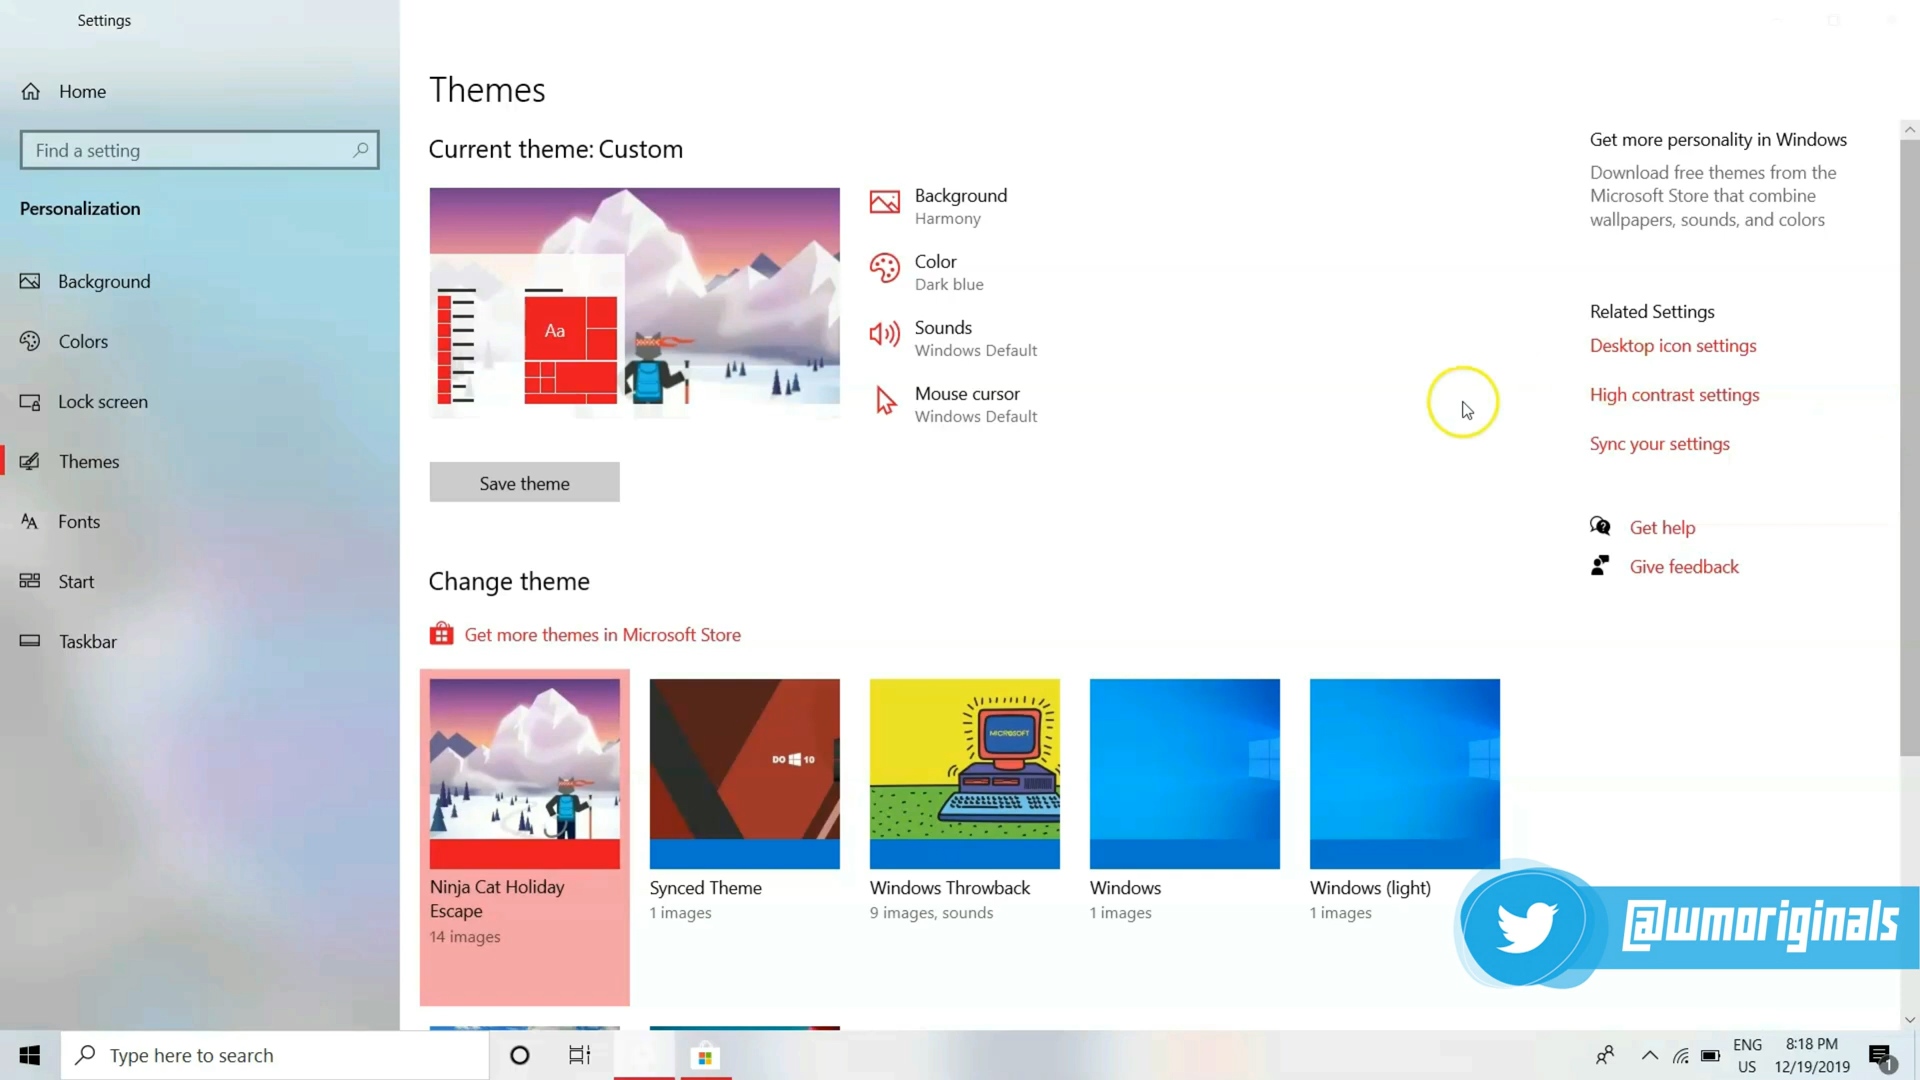 Settings
Home
Find a setting
Personalization
Background
Colors
Lock screen
Themes
Fonts
Start
Taskbar
Themes
Current theme: Custom
Aa
Background
Harmony
Color
Dark blue
Sounds
Windows Default
Mouse cursor
Windows Default
Save theme
Change theme
Get more themes in Microsoft Store
Ninja Cat Holiday
Escape
14 images
DO 10
Synced Theme
1 images
MICROSOFT
Windows Throwback
9 images, sounds
Windows
1 images
Windows (light)
1 images
Get more personality in Windows
Download free themes from the
Microsoft Store that combine
wallpapers, sounds, and colors
Related Settings
Desktop icon settings
High contrast settings
Sync your settings
Get help
Give feedback
@wmoriginals
Type here to search
ENG
US
8:18 PM
12/19/2019
1